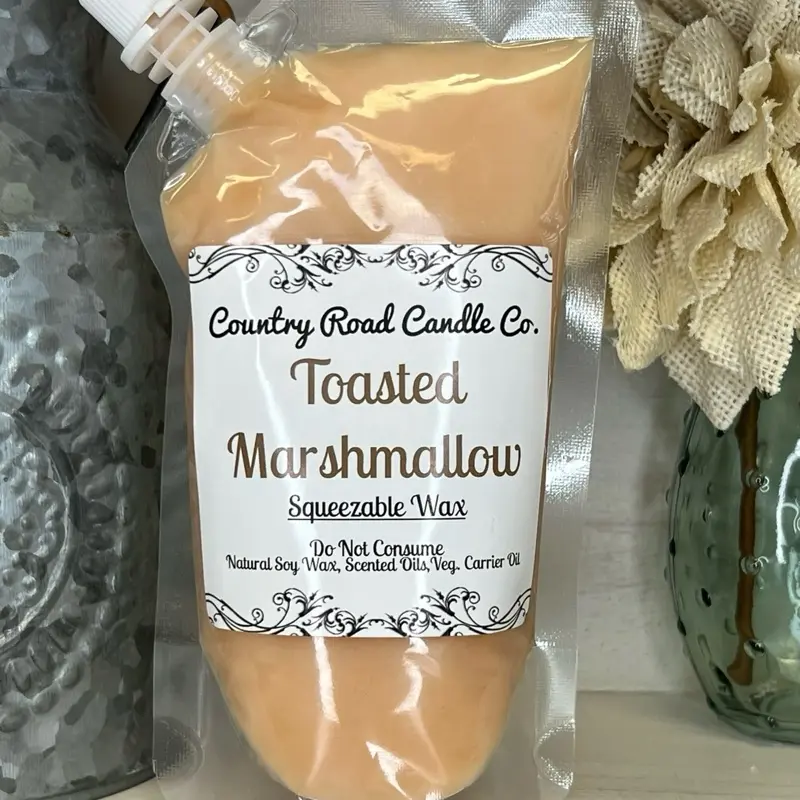 Country Road Candle Co.
Toasted
Marshmallow
Squeezable Wax
Do Not Consume
Natural Soy Wax, Scented Oils, Veg. Carrier Oil